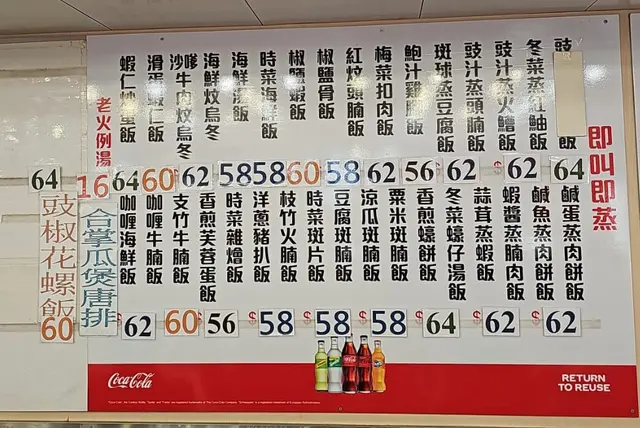 即叫即蒸
豉
冬菜蒸紅鮋飯
豉汁蒸火鱔飯
豉汁蒸頭腩飯
斑球蒸豆腐飯
梅菜扣肉飯
紅炆頭腩飯
椒鹽骨飯
椒鹽蝦飯
時菜海鮮飯
海鮮湯飯
海鮮炆烏冬
沙嗲牛肉炆烏冬
滑蛋蝦仁飯
蝦仁炒蛋飯
老火例湯
$64
$62
$62
56
62
58
60
58
58
62
60
64
16
64
鹹蛋蒸肉餅飯
鹹魚蒸肉餅飯
蝦醬蒸腩肉飯
蒜茸蒸蝦飯
冬菜蠔仔湯飯
香煎蠔餅飯
粟米斑腩飯
涼瓜斑腩飯
豆腐斑腩飯
時菜斑片飯
枝竹火腩飯
洋蔥豬扒飯
時菜雜燴飯
香煎芙蓉蛋飯
支竹牛腩飯
咖喱牛腩飯
咖喱海鮮飯
合掌瓜煲唐排
豉椒花螺飯
$62
$62
$64
$58
$58
$58
$56
$60
$62
60
Coca-Cola
RETURN
TO REUSE